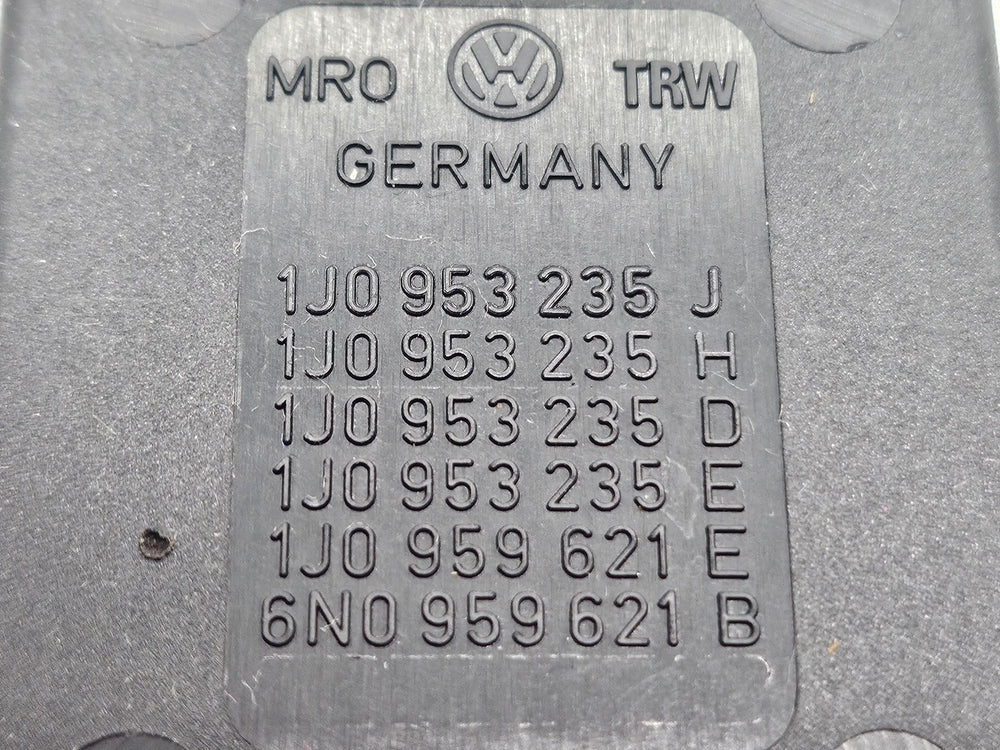 MRO VW TRW
GERMANY
1J0 953 235 J
1J0 953 235 H
1J0 953 235 D
1J0 953 235 E
1J0 959 621 E
6N0 959 621 B